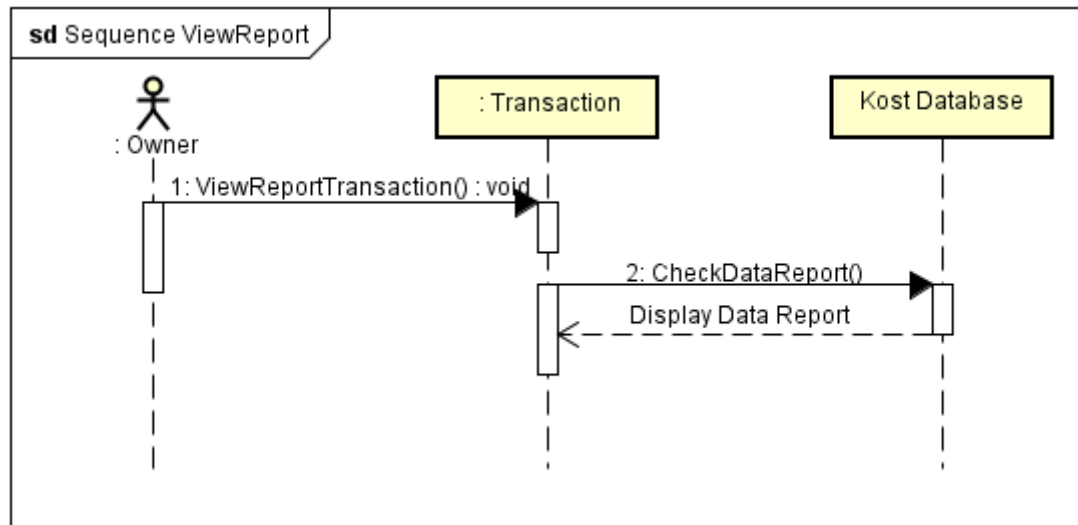 sd Sequence ViewReport
: Owner
: Transaction
Kost Database
1: ViewReportTransaction() : void
2: CheckDataReport()
Display Data Report